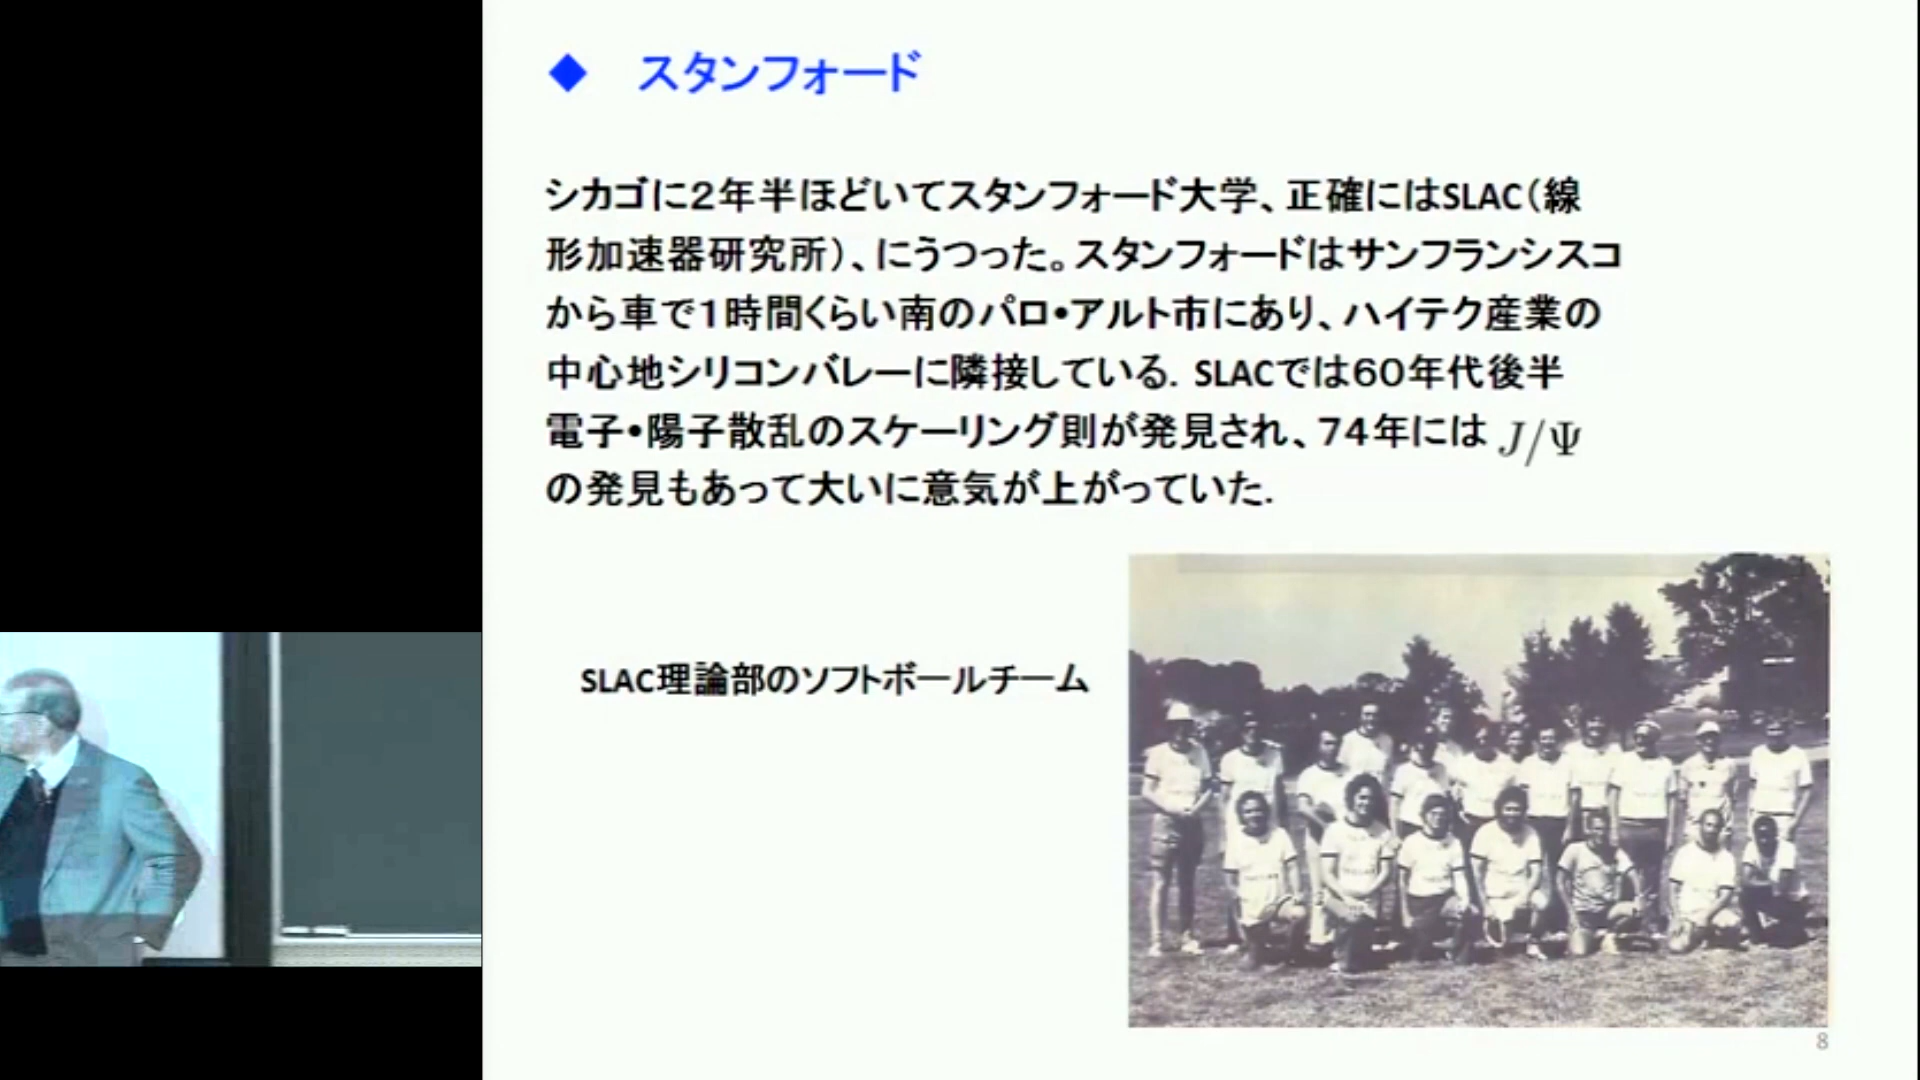 ◆ スタンフォード
シカゴに２年半ほどいてスタンフォード大学、正確にはSLAC（線
形加速器研究所）、にうつった。スタンフォードはサンフランシスコ
から車で１時間くらい南のパロ•アルト市にあり、ハイテク産業の
中心地シリコンバレーに隣接している. SLACでは６０年代後半
電子•陽子散乱のスケーリング則が発見され、７４年には J/Ψ
の発見もあって大いに意気が上がっていた.
SLAC理論部のソフトボールチーム
8